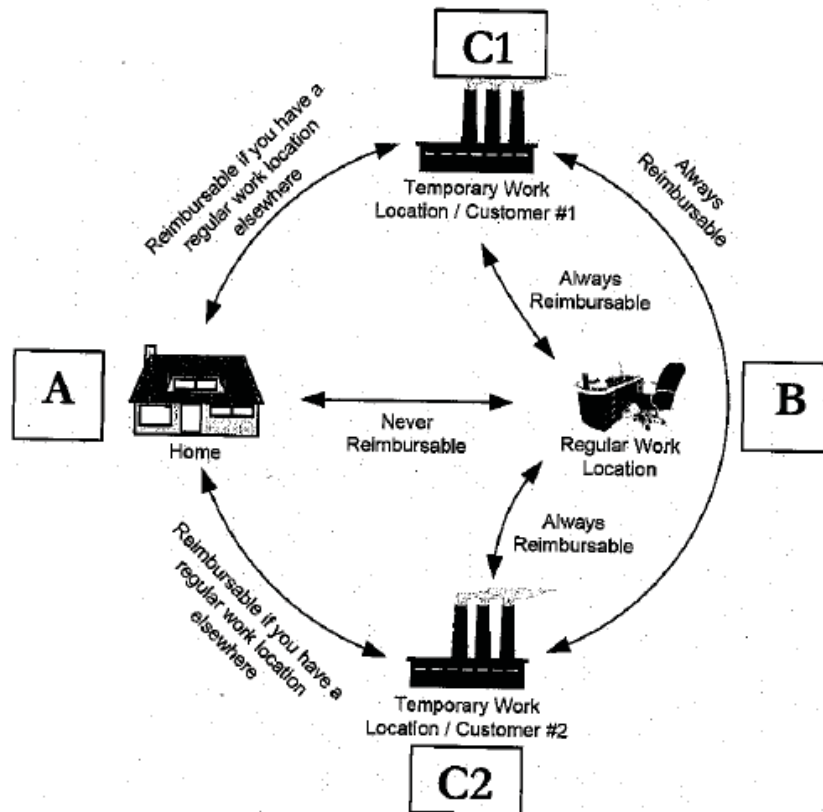 C1
Reimbursable if you have a
regular work location
elsewhere
Temporary Work
Location / Customer #1
Always
Reimbursable
Always
Reimbursable
A
Home
Never
Reimbursable
Regular Work
Location
B
Always
Reimbursable
Reimbursable if you have a
regular work location
elsewhere
Temporary Work
Location / Customer #2
C2